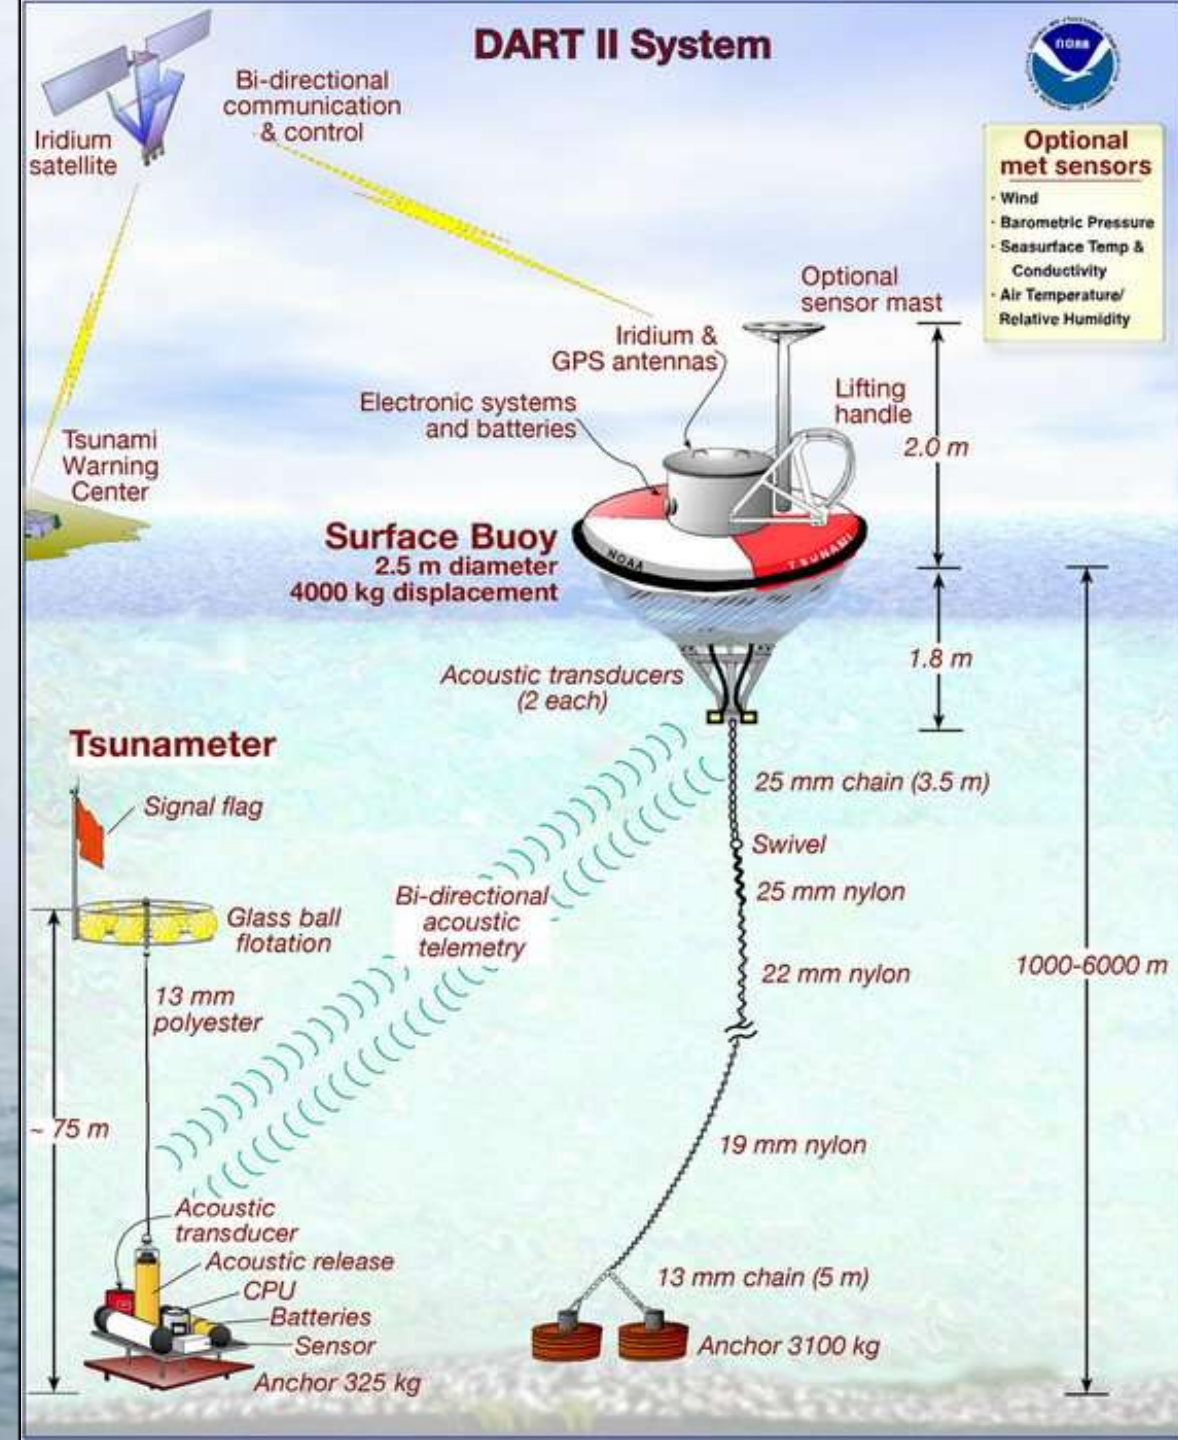 DART II System
noaa
Iridium
satellite
Bi-directional
communication
& control
Optional
met sensors
· Wind
· Barometric Pressure
· Seasurface Temp &
Conductivity
· Air Temperature/
Relative Humidity
Optional
sensor mast
Iridium &
GPS antennas
Lifting
handle
Electronic systems
and batteries
2.0 m
Tsunami
Warning
Center
Surface Buoy
2.5 m diameter
4000 kg displacement
NOAA
TSUNAMI
Acoustic transducers
(2 each)
1.8 m
Tsunameter
Signal flag
25 mm chain (3.5 m)
Swivel
25 mm nylon
Bi-directional
acoustic
telemetry
Glass ball
flotation
22 mm nylon
1000-6000 m
13 mm
polyester
~ 75 m
19 mm nylon
Acoustic
transducer
Acoustic release
CPU
Batteries
Sensor
Anchor 325 kg
13 mm chain (5 m)
Anchor 3100 kg